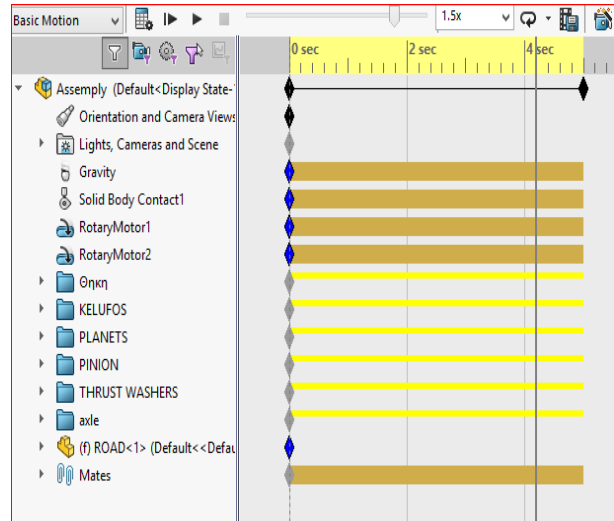 Basic Motion
1.5x
0 sec
2 sec
4 sec
Assemply (Default<Display State-
Orientation and Camera Views
Lights, Cameras and Scene
Gravity
Solid Body Contact1
RotaryMotor1
RotaryMotor2
Θηκη
KELUFOS
PLANETS
PINION
THRUST WASHERS
axle
(f) ROAD<1> (Default<<Defau
Mates